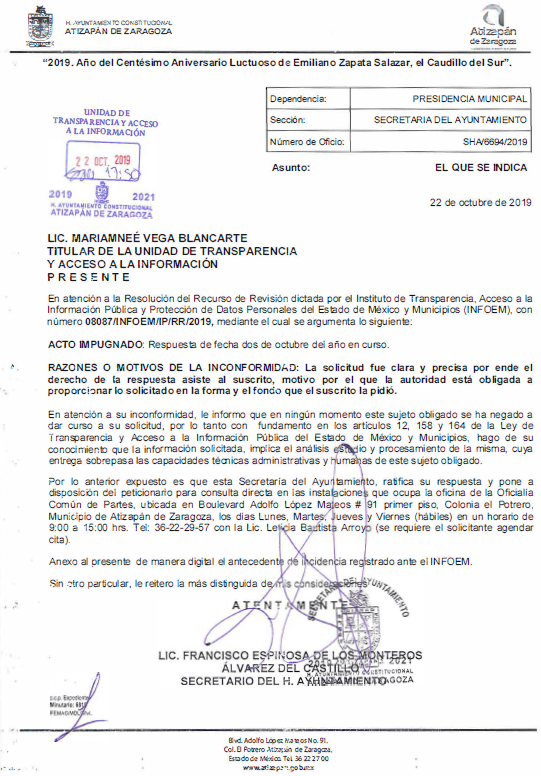 H. AYUNTAMIENTO CONSTITUCIONAL
ATIZAPÁN DE ZARAGOZA
Atizapán
de Zaragoza
"2019. Año del Centésimo Aniversario Luctuoso de Emiliano Zapata Salazar, el Caudillo del Sur".
UNIDAD DE
TRANSPARENCIA Y ACCESO
A LA INFORMACIÓN
22 OCT. 2019
17:50
2019 2021
H. AYUNTAMIENTO CONSTITUCIONAL
ATIZAPÁN DE ZARAGOZA
Dependencia: PRESIDENCIA MUNICIPAL
Sección: SECRETARIA DEL AYUNTAMIENTO
Número de Oficio: SHA/6694/2019
Asunto: EL QUE SE INDICA
22 de octubre de 2019
LIC. MARIAMNEÉ VEGA BLANCARTE
TITULAR DE LA UNIDAD DE TRANSPARENCIA
Y ACCESO A LA INFORMACIÓN
P R E S E N T E
En atención a la Resolución del Recurso de Revisión dictada por el Instituto de Transparencia, Acceso a la
Información Pública y Protección de Datos Personales del Estado de México y Municipios (INFOEM), con
número 08087/INFOEM/IP/RR/2019, mediante el cual se argumenta lo siguiente:
ACTO IMPUGNADO: Respuesta de fecha dos de octubre del año en curso.
RAZONES O MOTIVOS DE LA INCONFORMIDAD: La solicitud fue clara y precisa por ende el
derecho de la respuesta asiste al suscrito, motivo por el que la autoridad está obligada a
proporcionar lo solicitado en la forma y el fondo que el suscrito la pidió.
En atención a su inconformidad, le informo que en ningún momento este sujeto obligado se ha negado a
dar curso a su solicitud, por lo tanto con fundamento en los artículos 12, 158 y 164 de la Ley de
Transparencia y Acceso a la Información Pública del Estado de México y Municipios, hago de su
conocimiento que la información solicitada, implica el análisis estudio y procesamiento de la misma, cuya
entrega sobrepasa las capacidades técnicas administrativas y humanas de este sujeto obligado.
Por lo anterior expuesto es que esta Secretaría del Ayuntamiento, ratifica su respuesta y pone a
disposición del peticionario para consulta directa en las instalaciones que ocupa la oficina de la Oficialía
Común de Partes, ubicada en Boulevard Adolfo López Mateos # 91 primer piso, Colonia el Potrero,
Municipio de Atizapán de Zaragoza, los días Lunes, Martes, Jueves y Viernes (hábiles) en un horario de
9:00 a 15:00 hrs. Tel: 36-22-29-57 con la Lic. Leticia Bautista Arroyo (se requiere el solicitante agendar
cita).
Anexo al presente de manera digital el antecedente de incidencia registrado ante el INFOEM.
Sin otro particular, le reitero la más distinguida de mis consideraciones
A T E N T A M E N T E
SECRETARIO DEL AYUNTAMIENTO
LIC. FRANCISCO ESPINOSA DE LOS MONTEROS
ÁLVAREZ DEL CASTILLO
2021
H. AYUNTAMIENTO CONSTITUCIONAL
SECRETARIO DEL H. AYUNTAMIENTO
ZARAGOZA
c.c.p. Expediente
Minutario:
Blvd. Adolfo López Mateos No. 91,
Col. El Potrero Atizapán de Zaragoza,
Estado de México. Tel. 36 22 27 00
www.atizapan.gob.mx